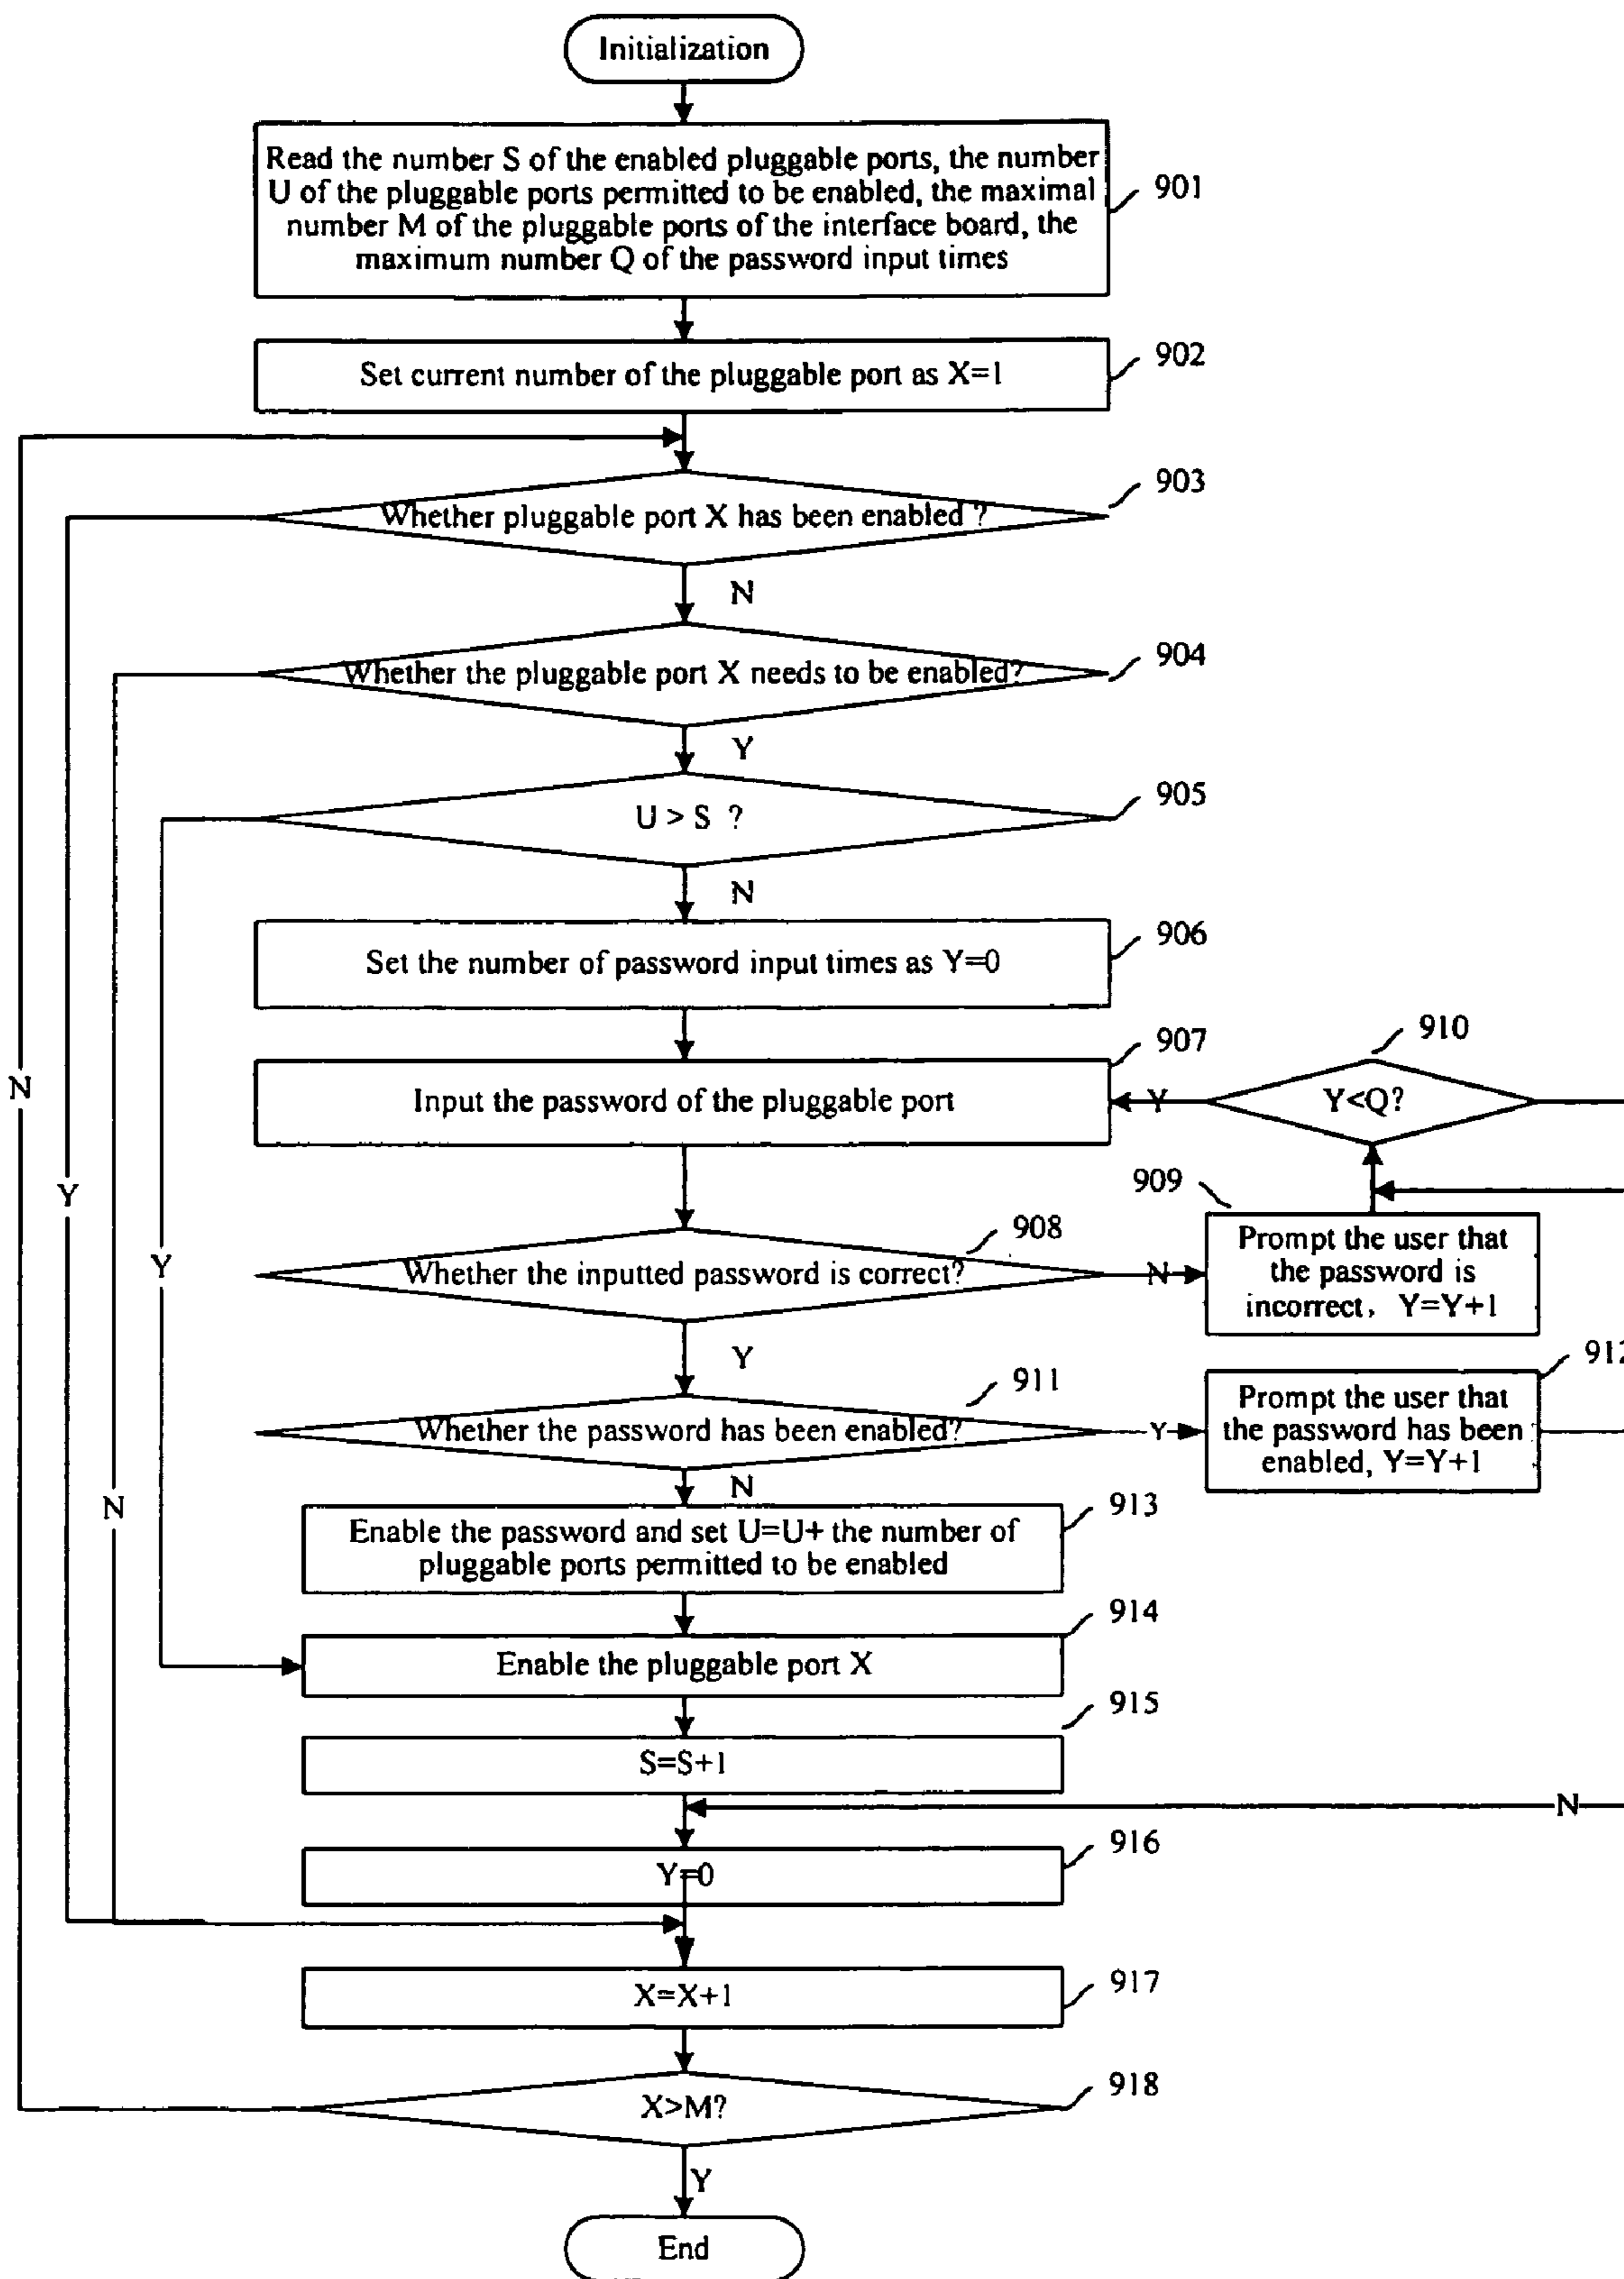 Initialization
Read the number S of the enabled pluggable ports, the number
U of the pluggable ports permitted to be enabled, the maximal
number M of the pluggable ports of the interface board, the
maximum number Q of the password input times
901
Set current number of the pluggable port as X=1
902
Whether pluggable port X has been enabled ?
903
N
Whether the pluggable port X needs to be enabled?
904
Y
U > S ?
905
N
Set the number of password input times as Y=0
906
Input the password of the pluggable port
907
Y
Y<Q?
910
N
Y
Y
N
Whether the inputted password is correct?
908
N
909
Prompt the user that
the password is
incorrect, Y=Y+1
Y
Whether the password has been enabled?
911
Y
912
Prompt the user that
the password has been
enabled, Y=Y+1
N
Enable the password and set U=U+ the number of
pluggable ports permitted to be enabled
913
Enable the pluggable port X
914
S=S+1
915
N
Y=0
916
X=X+1
917
X>M?
918
Y
End